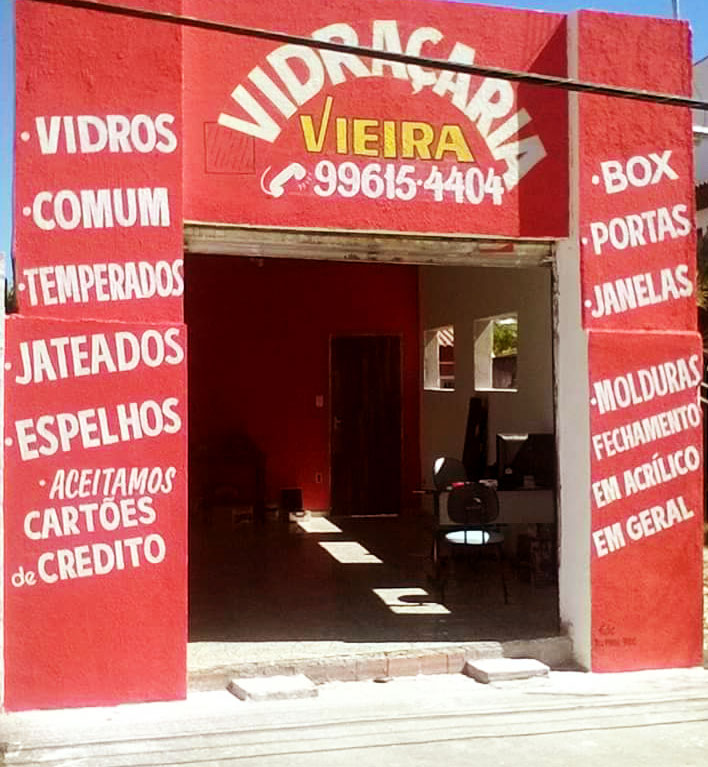 VIDRAÇARIA
VIEIRA
99615-4404
·VIDROS
·COMUM
·TEMPERADOS
·JATEADOS
·ESPELHOS
·ACEITAMOS
CARTÕES
de CREDITO
·BOX
·PORTAS
·JANELAS
·MOLDURAS
FECHAMENTO
EM ACRÍLICO
EM GERAL